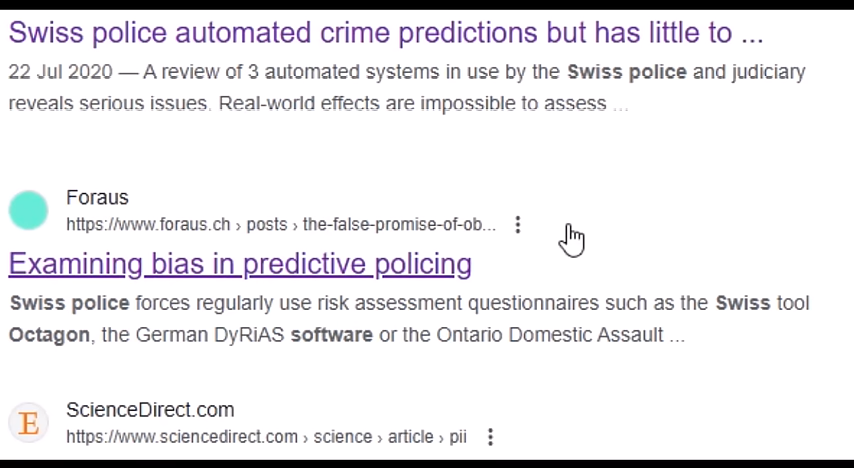 Swiss police automated crime predictions but has little to ...
22 Jul 2020 — A review of 3 automated systems in use by the Swiss police and judiciary
reveals serious issues. Real-world effects are impossible to assess ...
Foraus
https://www.foraus.ch › posts › the-false-promise-of-ob...
Examining bias in predictive policing
Swiss police forces regularly use risk assessment questionnaires such as the Swiss tool
Octagon, the German DyRiAS software or the Ontario Domestic Assault ...
E
ScienceDirect.com
https://www.sciencedirect.com › science › article › pii